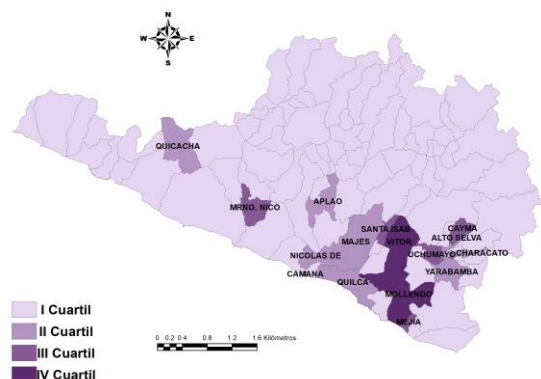 N
W E
S
QUICACHA
APLAO
MRNO. NICO
SANTA ISAB
CAYMA
ALTO SELVA
MAJES
VITOR
UCHUMAYO
CHARACATO
NICOLAS DE
YARABAMBA
CAMANA
QUILCA
MOLLENDO
MEJIA
I Cuartil
II Cuartil
III Cuartil
IV Cuartil
0 0.2 0.4 0.8 1.2 1.6 Kilómetros